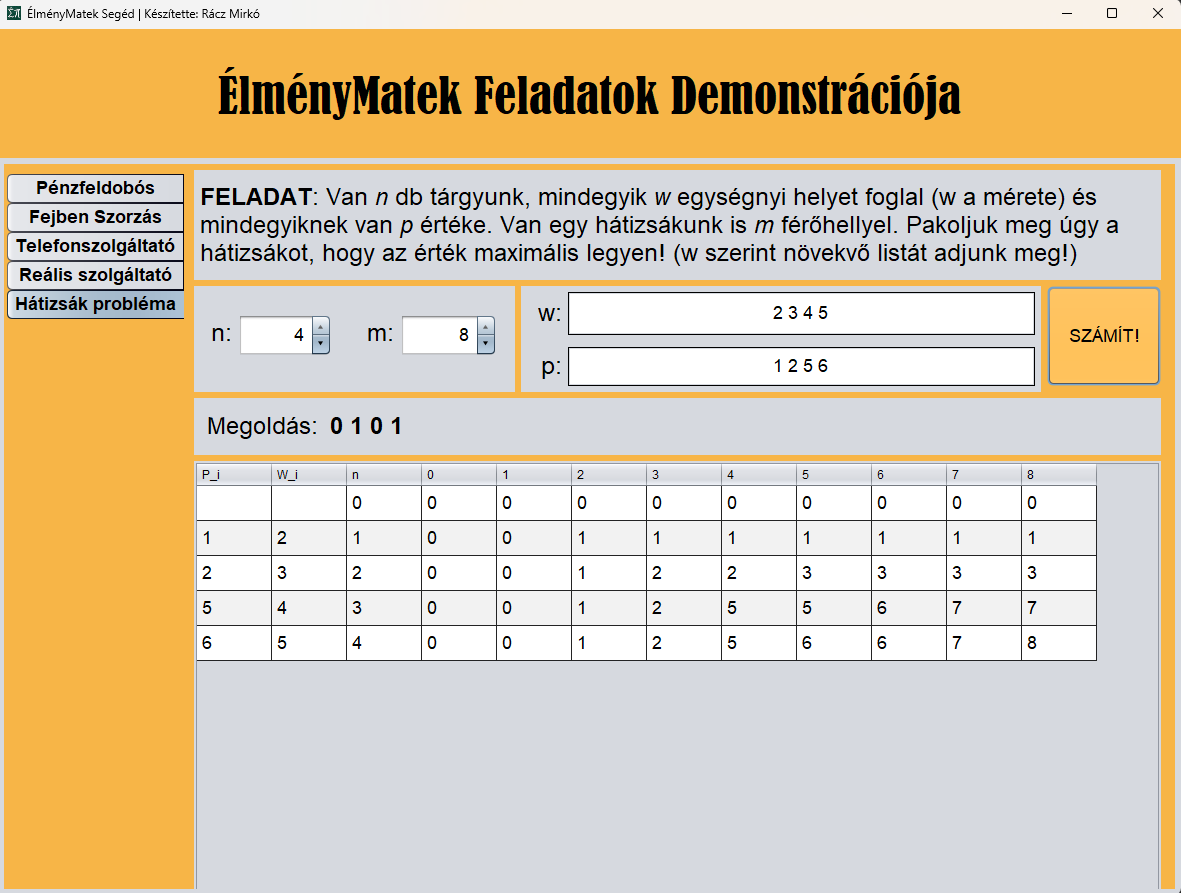 ÉlményMatek Segéd | Készítette: Rácz Mirkó
ÉlményMatek Feladatok Demonstrációja
Pénzfeldobós
Fejben Szorzás
Telefonszolgáltató
Reális szolgáltató
Hátizsák probléma
FELADAT: Van n db tárgyunk, mindegyik w egységnyi helyet foglal (w a mérete) és
mindegyiknek van p értéke. Van egy hátizsákunk is m férőhellyel. Pakoljuk meg úgy a
hátizsákot, hogy az érték maximális legyen! (w szerint növekvő listát adjunk meg!)
n: 4 m: 8
w: 2 3 4 5
p: 1 2 5 6
SZÁMÍT!
Megoldás: 0 1 0 1
P_i W_i n 0 1 2 3 4 5 6 7 8
0 0 0 0 0 0 0 0 0 0
1 2 1 0 0 1 1 1 1 1 1 1
2 3 2 0 0 1 2 2 3 3 3 3
5 4 3 0 0 1 2 5 5 6 7 7
6 5 4 0 0 1 2 5 6 6 7 8